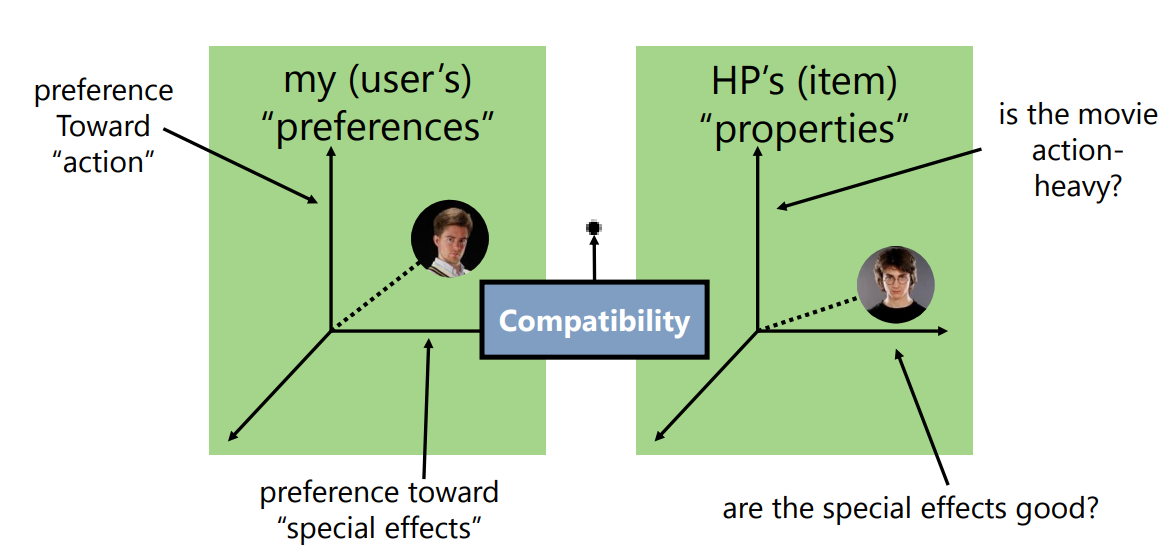 my (user’s)
“preferences”
HP’s (item)
“properties”
preference
Toward
“action”
is the movie
action-
heavy?
Compatibility
preference toward
“special effects”
are the special effects good?